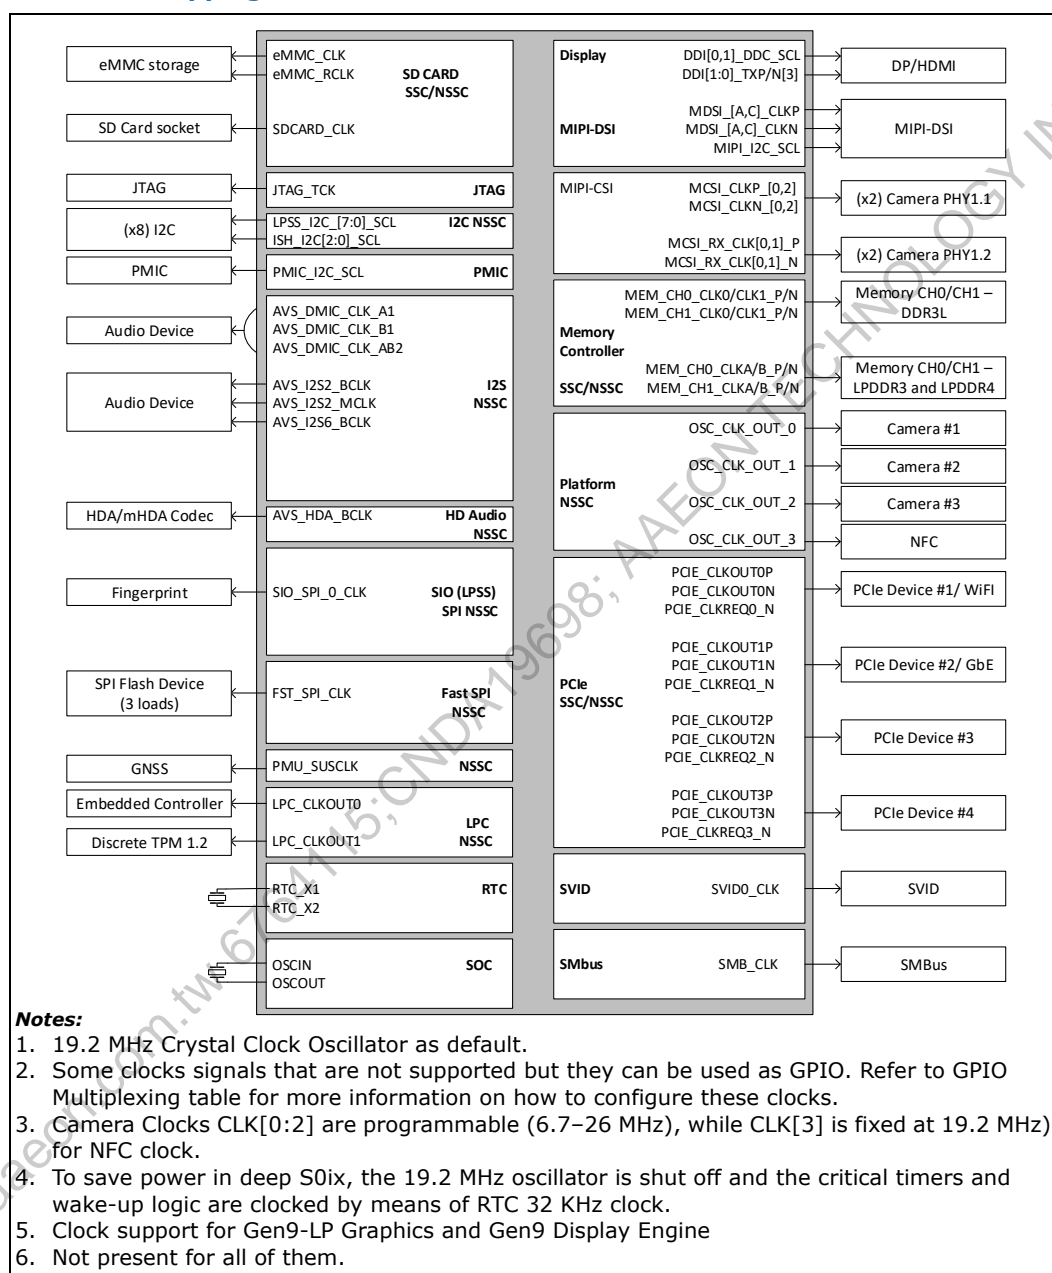 eMMC storage
eMMC_CLK
eMMC_RCLK
SD CARD
SSC/NSSC
SD Card socket
SDCARD_CLK
JTAG
JTAG_TCK
JTAG
(x8) I2C
LPSS_I2C_[7:0]_SCL
I2C NSSC
ISH_I2C[2:0]_SCL
PMIC
PMIC_I2C_SCL
PMIC
Audio Device
AVS_DMIC_CLK_A1
AVS_DMIC_CLK_B1
AVS_DMIC_CLK_AB2
Audio Device
AVS_I2S2_BCLK
AVS_I2S2_MCLK
AVS_I2S6_BCLK
I2S
NSSC
HDA/mHDA Codec
AVS_HDA_BCLK
HD Audio
NSSC
Fingerprint
SIO_SPI_0_CLK
SIO (LPSS)
SPI NSSC
SPI Flash Device
(3 loads)
FST_SPI_CLK
Fast SPI
NSSC
GNSS
PMU_SUSCLK
NSSC
Embedded Controller
LPC_CLKOUT0
LPC
NSSC
Discrete TPM 1.2
LPC_CLKOUT1
RTC_X1
RTC_X2
RTC
OSCIN
OSCOUT
SOC
Display
DDI[0,1]_DDC_SCL
DDI[1:0]_TXP/N[3]
DP/HDMI
MIPI-DSI
MDSI_[A,C]_CLKP
MDSI_[A,C]_CLKN
MIPI_I2C_SCL
MIPI-DSI
MIPI-CSI
MCSI_CLKP_[0,2]
MCSI_CLKN_[0,2]
(x2) Camera PHY1.1
MCSI_RX_CLK[0,1]_P
MCSI_RX_CLK[0,1]_N
(x2) Camera PHY1.2
Memory
Controller
SSC/NSSC
MEM_CH0_CLK0/CLK1_P/N
MEM_CH1_CLK0/CLK1_P/N
Memory CH0/CH1 –
DDR3L
MEM_CH0_CLKA/B_P/N
MEM_CH1_CLKA/B_P/N
Memory CH0/CH1 –
LPDDR3 and LPDDR4
Platform
NSSC
OSC_CLK_OUT_0
Camera #1
OSC_CLK_OUT_1
Camera #2
OSC_CLK_OUT_2
Camera #3
OSC_CLK_OUT_3
NFC
PCIe
SSC/NSSC
PCIE_CLKOUT0P
PCIE_CLKOUT0N
PCIE_CLKREQ0_N
PCIe Device #1/ WiFI
PCIE_CLKOUT1P
PCIE_CLKOUT1N
PCIE_CLKREQ1_N
PCIe Device #2/ GbE
PCIE_CLKOUT2P
PCIE_CLKOUT2N
PCIE_CLKREQ2_N
PCIe Device #3
PCIE_CLKOUT3P
PCIE_CLKOUT3N
PCIE_CLKREQ3_N
PCIe Device #4
SVID
SVID0_CLK
SVID
SMbus
SMB_CLK
SMBus
Notes:
1. 19.2 MHz Crystal Clock Oscillator as default.
2. Some clocks signals that are not supported but they can be used as GPIO. Refer to GPIO
Multiplexing table for more information on how to configure these clocks.
3. Camera Clocks CLK[0:2] are programmable (6.7–26 MHz), while CLK[3] is fixed at 19.2 MHz)
for NFC clock.
4. To save power in deep S0ix, the 19.2 MHz oscillator is shut off and the critical timers and
wake-up logic are clocked by means of RTC 32 KHz clock.
5. Clock support for Gen9-LP Graphics and Gen9 Display Engine
6. Not present for all of them.
aaeon.com.tw 6764115;CNDA19698; AAEON TECHNOLOGY